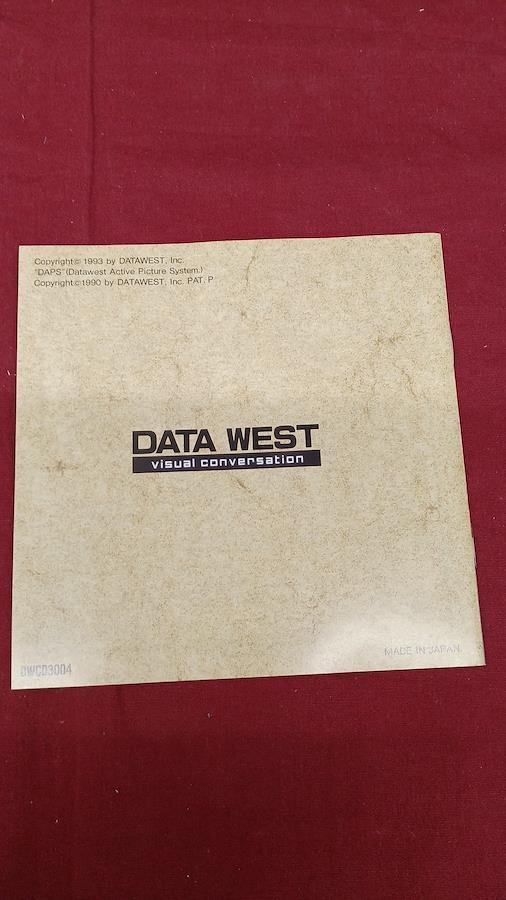 Copyright© 1993 by DATAWEST, Inc.
"DAPS"(Datawest Active Picture System.)
Copyright©1990 by DATAWEST, Inc. PAT. P
DATA WEST
visual conversation
MADE IN JAPAN.
DWCD3004